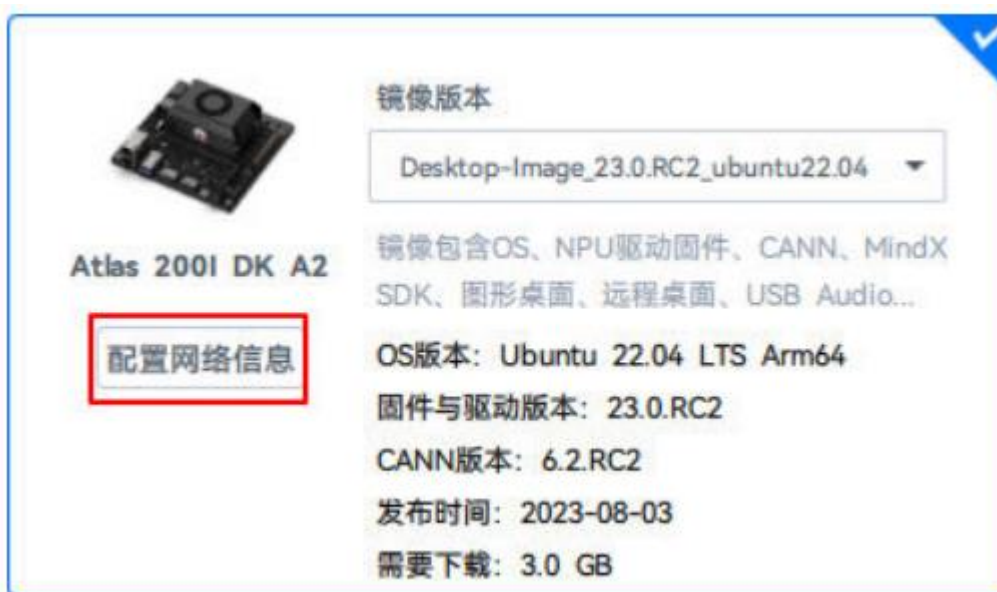 镜像版本
Desktop-Image_23.0.RC2_ubuntu22.04
Atlas 200I DK A2
镜像包含OS、NPU驱动固件、CANN、MindX
SDK、图形桌面、远程桌面、USB Audio...
配置网络信息
OS版本：Ubuntu 22.04 LTS Arm64
固件与驱动版本：23.0.RC2
CANN版本：6.2.RC2
发布时间：2023-08-03
需要下载：3.0 GB